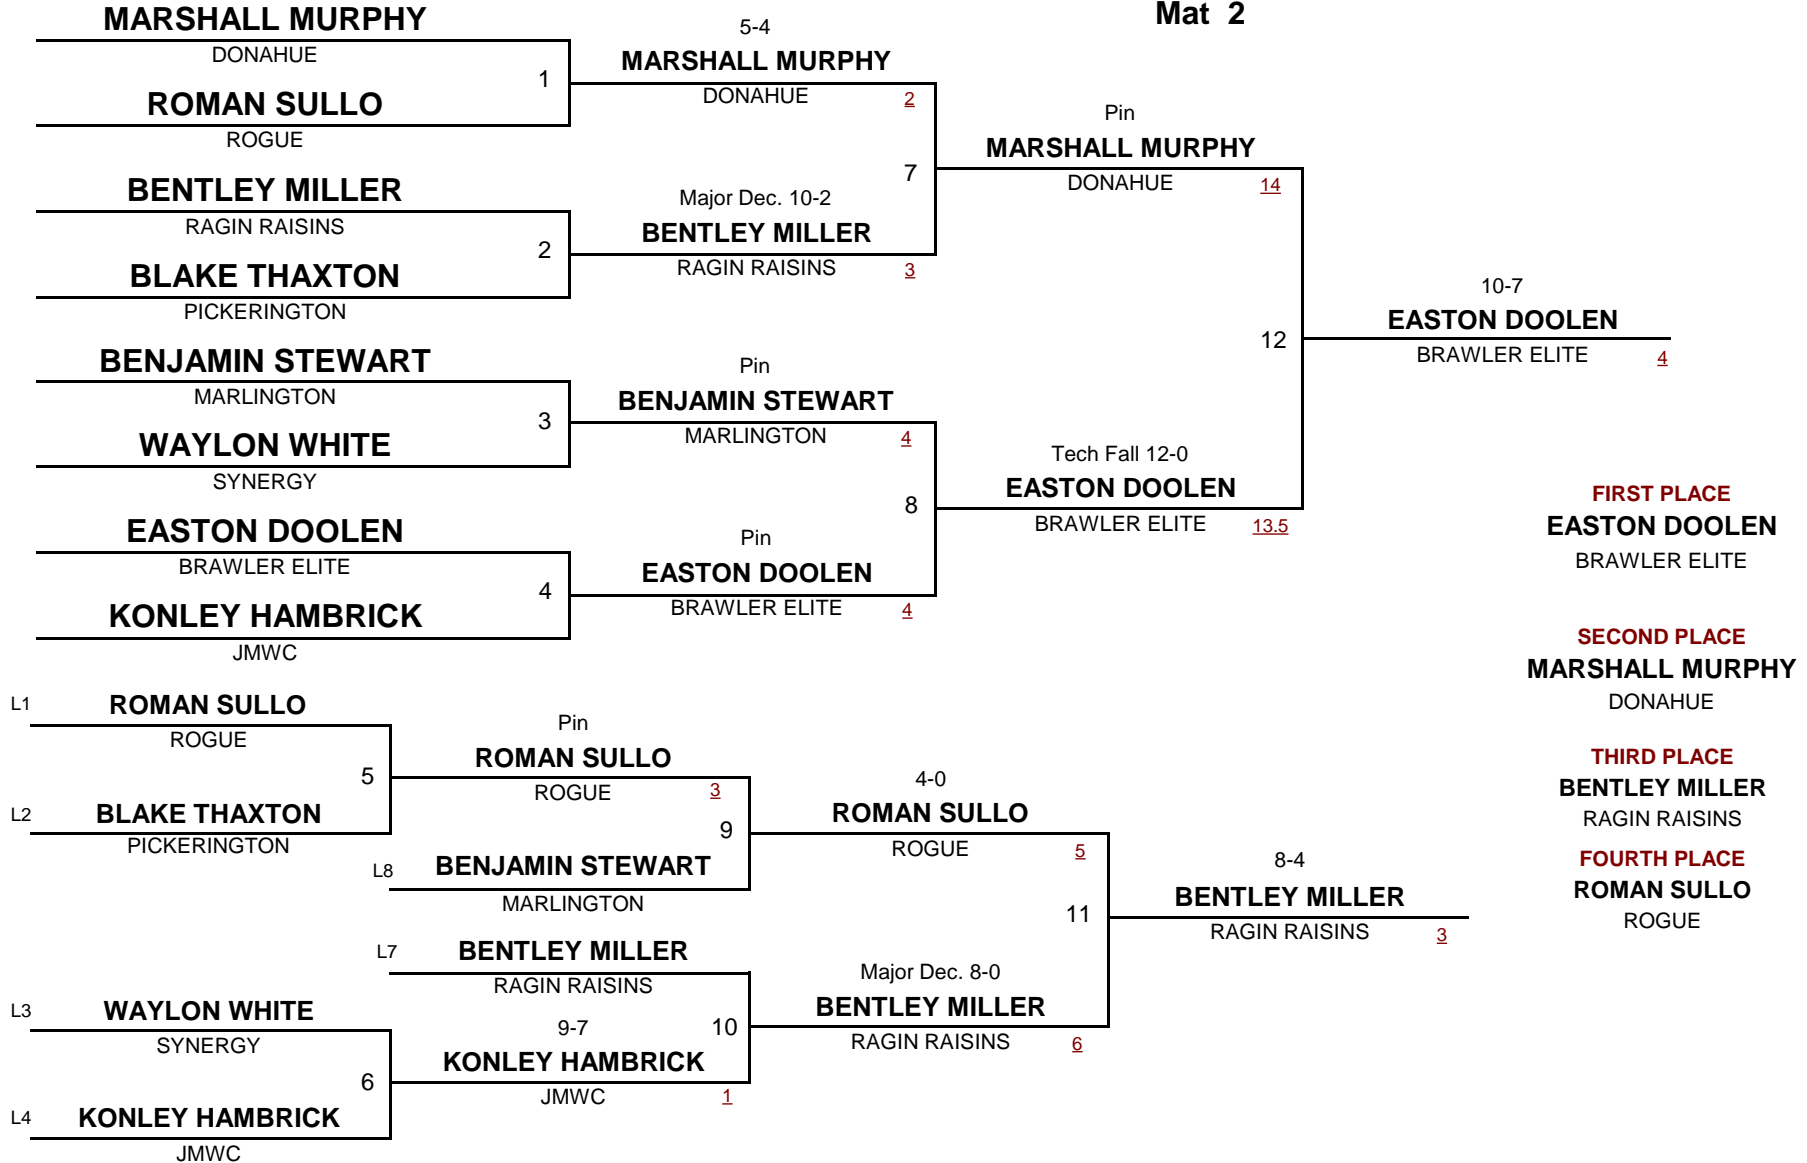 Mat 2
MARSHALL MURPHY
DONAHUE
1
ROMAN SULLO
ROGUE
BENTLEY MILLER
RAGIN RAISINS
2
BLAKE THAXTON
PICKERINGTON
BENJAMIN STEWART
MARLINGTON
3
WAYLON WHITE
SYNERGY
EASTON DOOLEN
BRAWLER ELITE
4
KONLEY HAMBRICK
JMWC
5-4
MARSHALL MURPHY
DONAHUE 2
7
Major Dec. 10-2
BENTLEY MILLER
RAGIN RAISINS 3
Pin
BENJAMIN STEWART
MARLINGTON 4
8
Pin
EASTON DOOLEN
BRAWLER ELITE 4
Pin
MARSHALL MURPHY
DONAHUE 14
12
Tech Fall 12-0
EASTON DOOLEN
BRAWLER ELITE 13.5
10-7
EASTON DOOLEN
BRAWLER ELITE 4
L1 ROMAN SULLO
ROGUE
5
L2 BLAKE THAXTON
PICKERINGTON
L3 WAYLON WHITE
SYNERGY
6
L4 KONLEY HAMBRICK
JMWC
Pin
ROMAN SULLO
ROGUE 3
9
L8 BENJAMIN STEWART
MARLINGTON
L7 BENTLEY MILLER
RAGIN RAISINS
9-7 10
KONLEY HAMBRICK
JMWC 1
4-0
ROMAN SULLO
ROGUE 5
11
Major Dec. 8-0
BENTLEY MILLER
RAGIN RAISINS 6
8-4
BENTLEY MILLER
RAGIN RAISINS 3
FIRST PLACE
EASTON DOOLEN
BRAWLER ELITE
SECOND PLACE
MARSHALL MURPHY
DONAHUE
THIRD PLACE
BENTLEY MILLER
RAGIN RAISINS
FOURTH PLACE
ROMAN SULLO
ROGUE